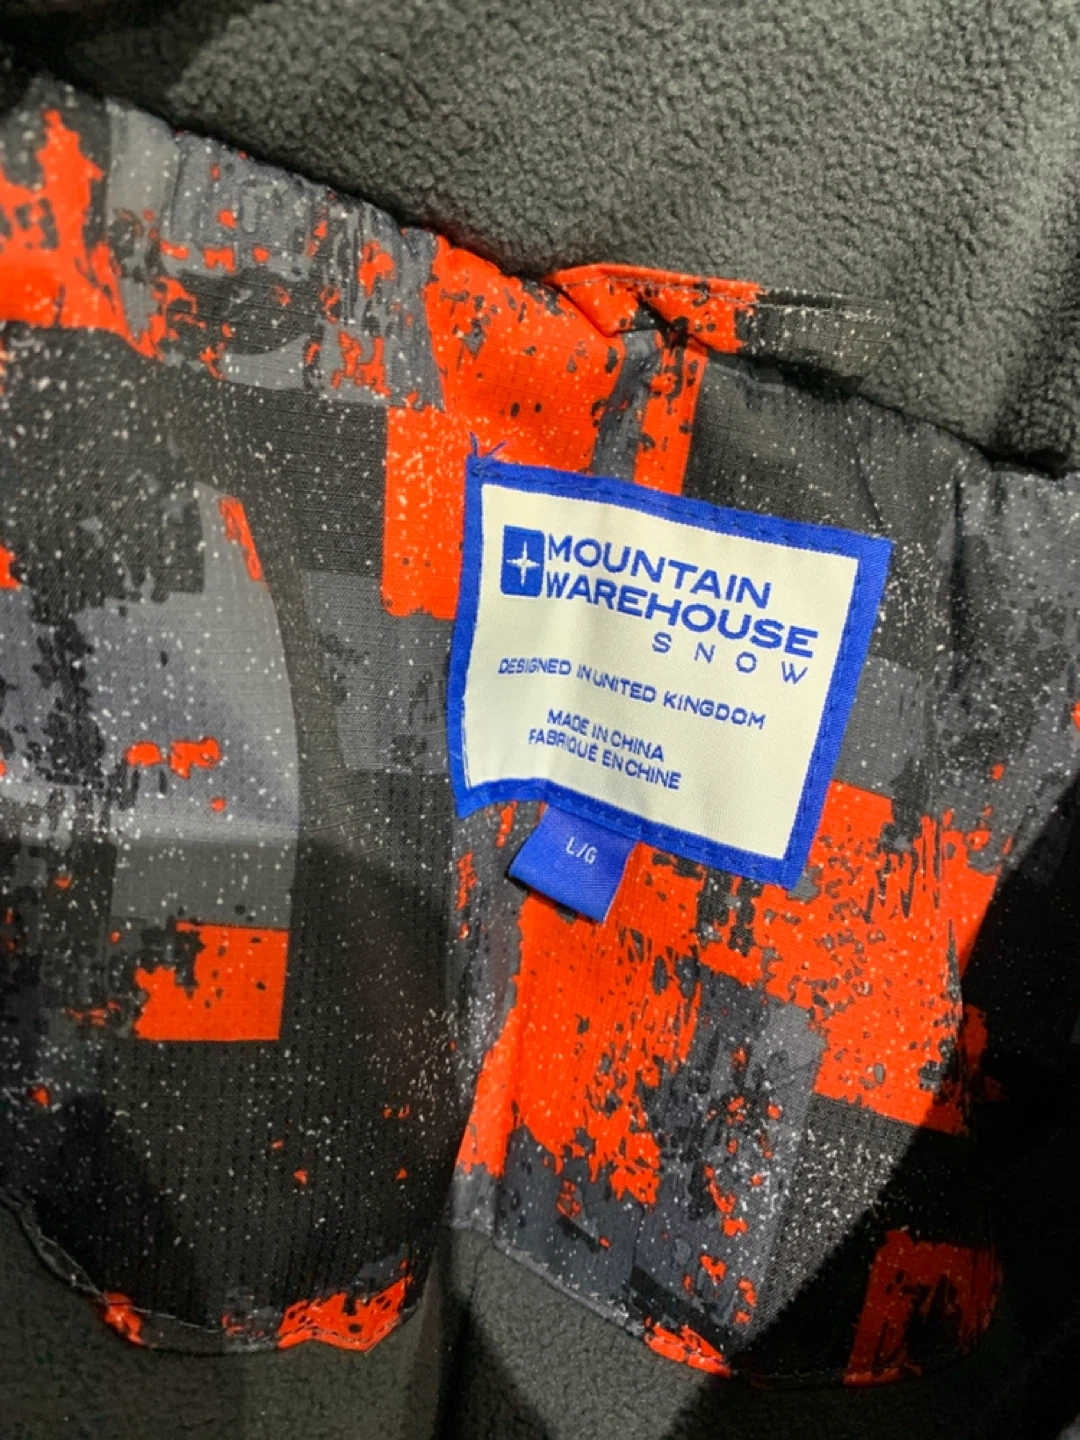 MOUNTAIN
WAREHOUSE
SNOW
DESIGNED IN UNITED KINGDOM
MADE IN CHINA
FABRIQUÉ EN CHINE
L/G